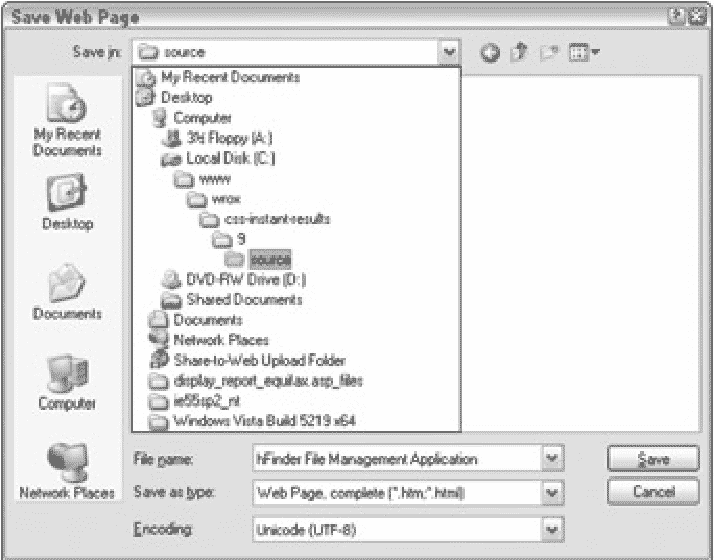 Save Web Page
Save in:
source
My Recent Documents
Desktop
Computer
3½ Floppy (A:)
Local Disk (C:)
www
wrox
css-instant-results
9
source
DVD-RW Drive (D:)
Shared Documents
Documents
Network Places
Share-to-Web Upload Folder
display_report_equilax.asp_files
ie55sp2_nt
Windows Vista Build 5219 x64
My Recent
Documents
Desktop
Documents
Computer
Network Places
File name:
hFinder File Management Application
Save
Save as type:
Web Page, complete (*.htm;*.html)
Cancel
Encoding:
Unicode (UTF-8)